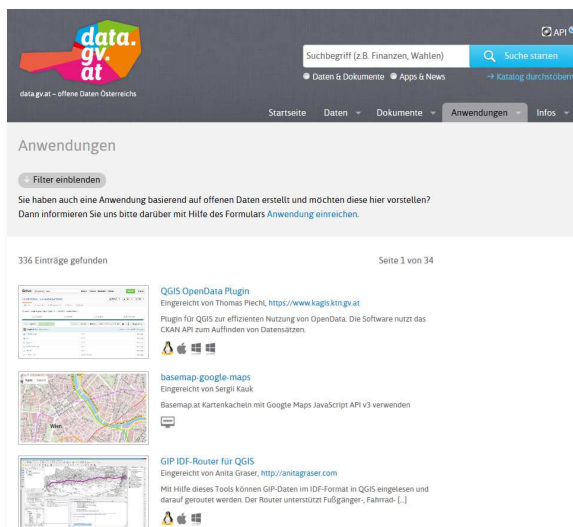 data.
gv.
at
data.gv.at – offene Daten Österreichs
API
Suchbegriff (z.B. Finanzen, Wahlen)
Suche starten
Daten & Dokumente
Apps & News
→ Katalog durchstöbern
Startseite
Daten
Dokumente
Anwendungen
Infos
Anwendungen
Filter einblenden
Sie haben auch eine Anwendung basierend auf offenen Daten erstellt und möchten diese hier vorstellen?
Dann informieren Sie uns bitte darüber mit Hilfe des Formulars Anwendung einreichen.
336 Einträge gefunden
Seite 1 von 34
QGIS OpenData Plugin
Eingereicht von Thomas Piechl, https://www.kagis.ktn.gv.at
Plugin für QGIS zur effizienten Nutzung von OpenData. Die Software nutzt das
CKAN API zum Auffinden von Datensätzen.
Wien
basemap-google-maps
Eingereicht von Sergli Kauk
Basemap.at Kartenkacheln mit Google Maps JavaScript API v3 verwenden
GIP IDF-Router für QGIS
Eingereicht von Anita Graser, http://anitagraser.com
Mit Hilfe dieses Tools können GIP-Daten im IDF-Format in QGIS eingelesen und
darauf geroutet werden. Der Router unterstützt Fußgänger-, Fahrrad- [...]